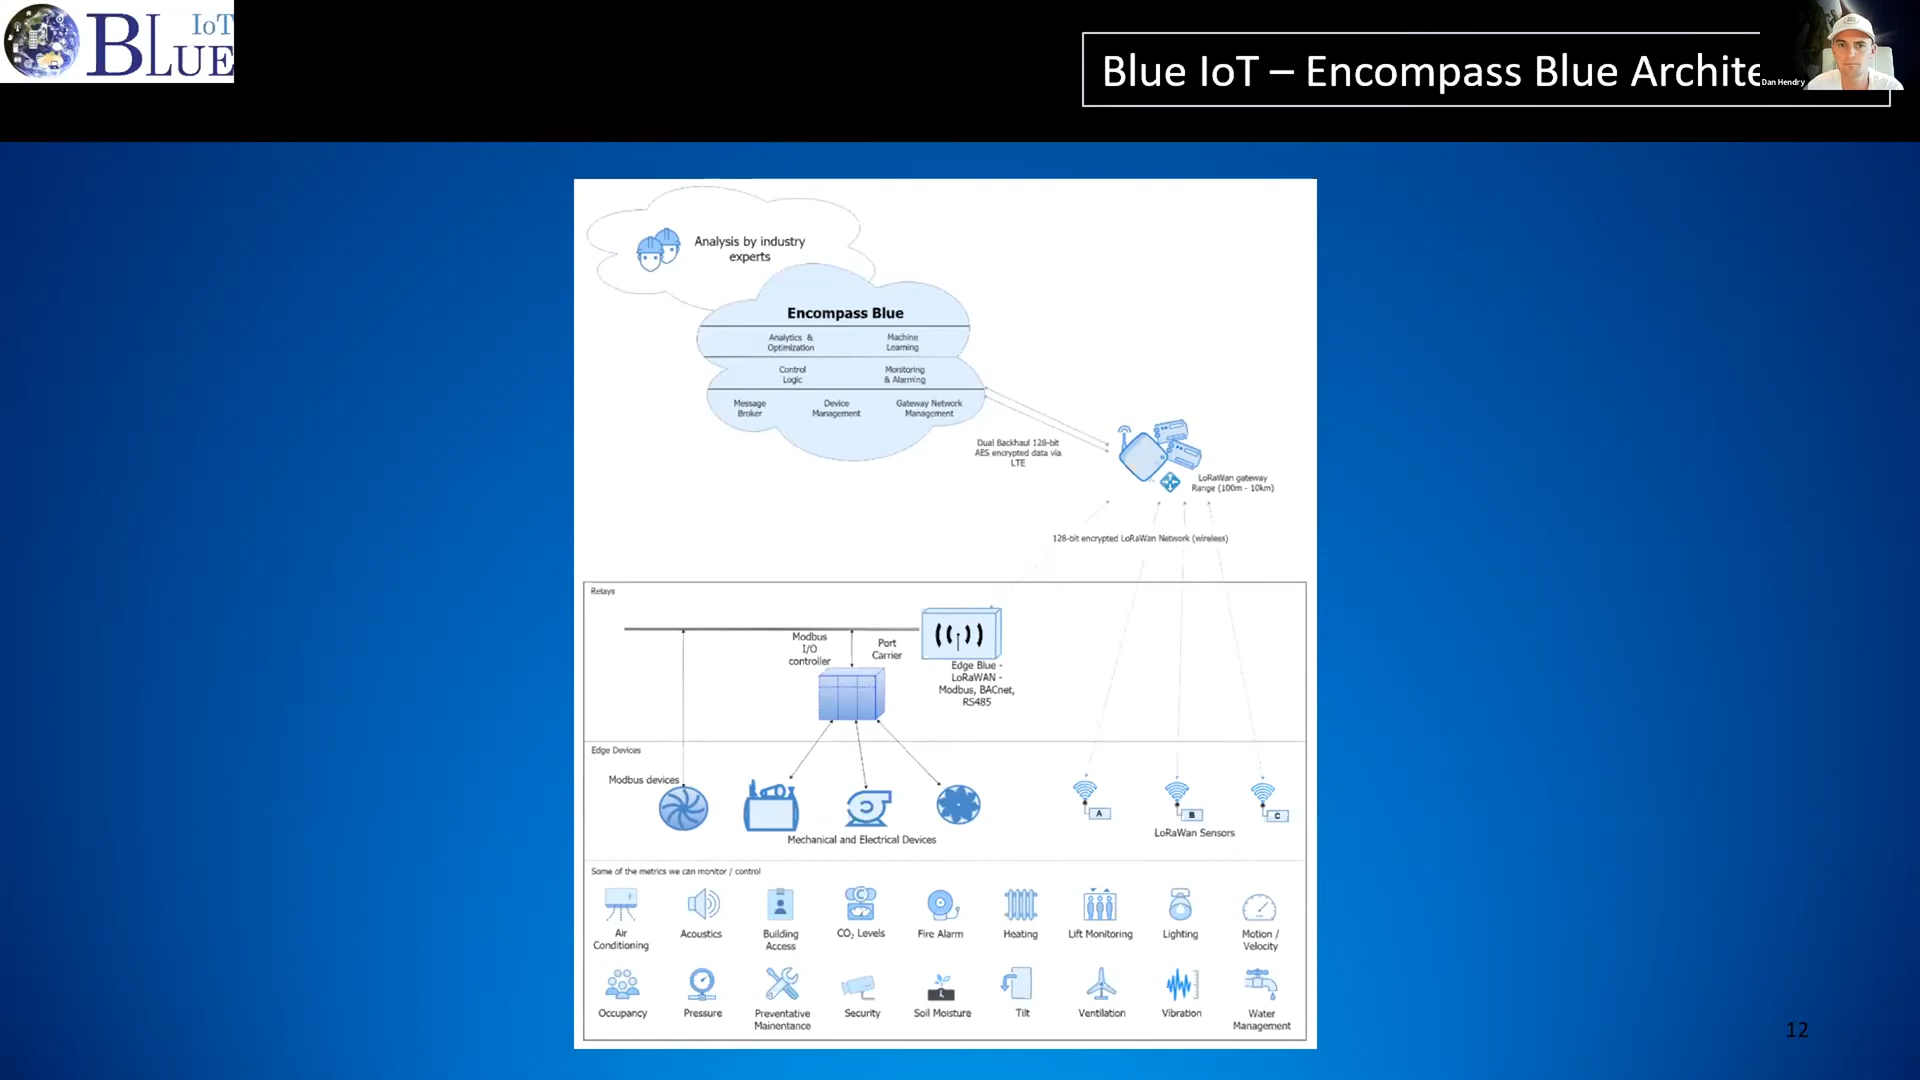 IoT
BLUE
Blue IoT – Encompass Blue Archite
Dan Hendry
Analysis by industry
experts
Encompass Blue
Analytics &
Optimization
Machine
Learning
Control
Logic
Monitoring
& Alarming
Message
Broker
Device
Management
Gateway Network
Management
Dual Backhaul 128-bit
AES encrypted data via
LTE
LoRaWan gateway
Range (100m - 10km)
128-bit encrypted LoRaWan Network (wireless)
Relays
Modbus
I/O
controller
Port
Carrier
Edge Blue -
LoRaWAN -
Modbus, BACnet,
RS485
Edge Devices
Modbus devices
Mechanical and Electrical Devices
A
B
C
LoRaWan Sensors
Some of the metrics we can monitor / control
Air
Conditioning
Acoustics
Building
Access
CO₂ Levels
Fire Alarm
Heating
Lift Monitoring
Lighting
Motion /
Velocity
Occupancy
Pressure
Preventative
Mainentance
Security
Soil Moisture
Tilt
Ventilation
Vibration
Water
Management
12